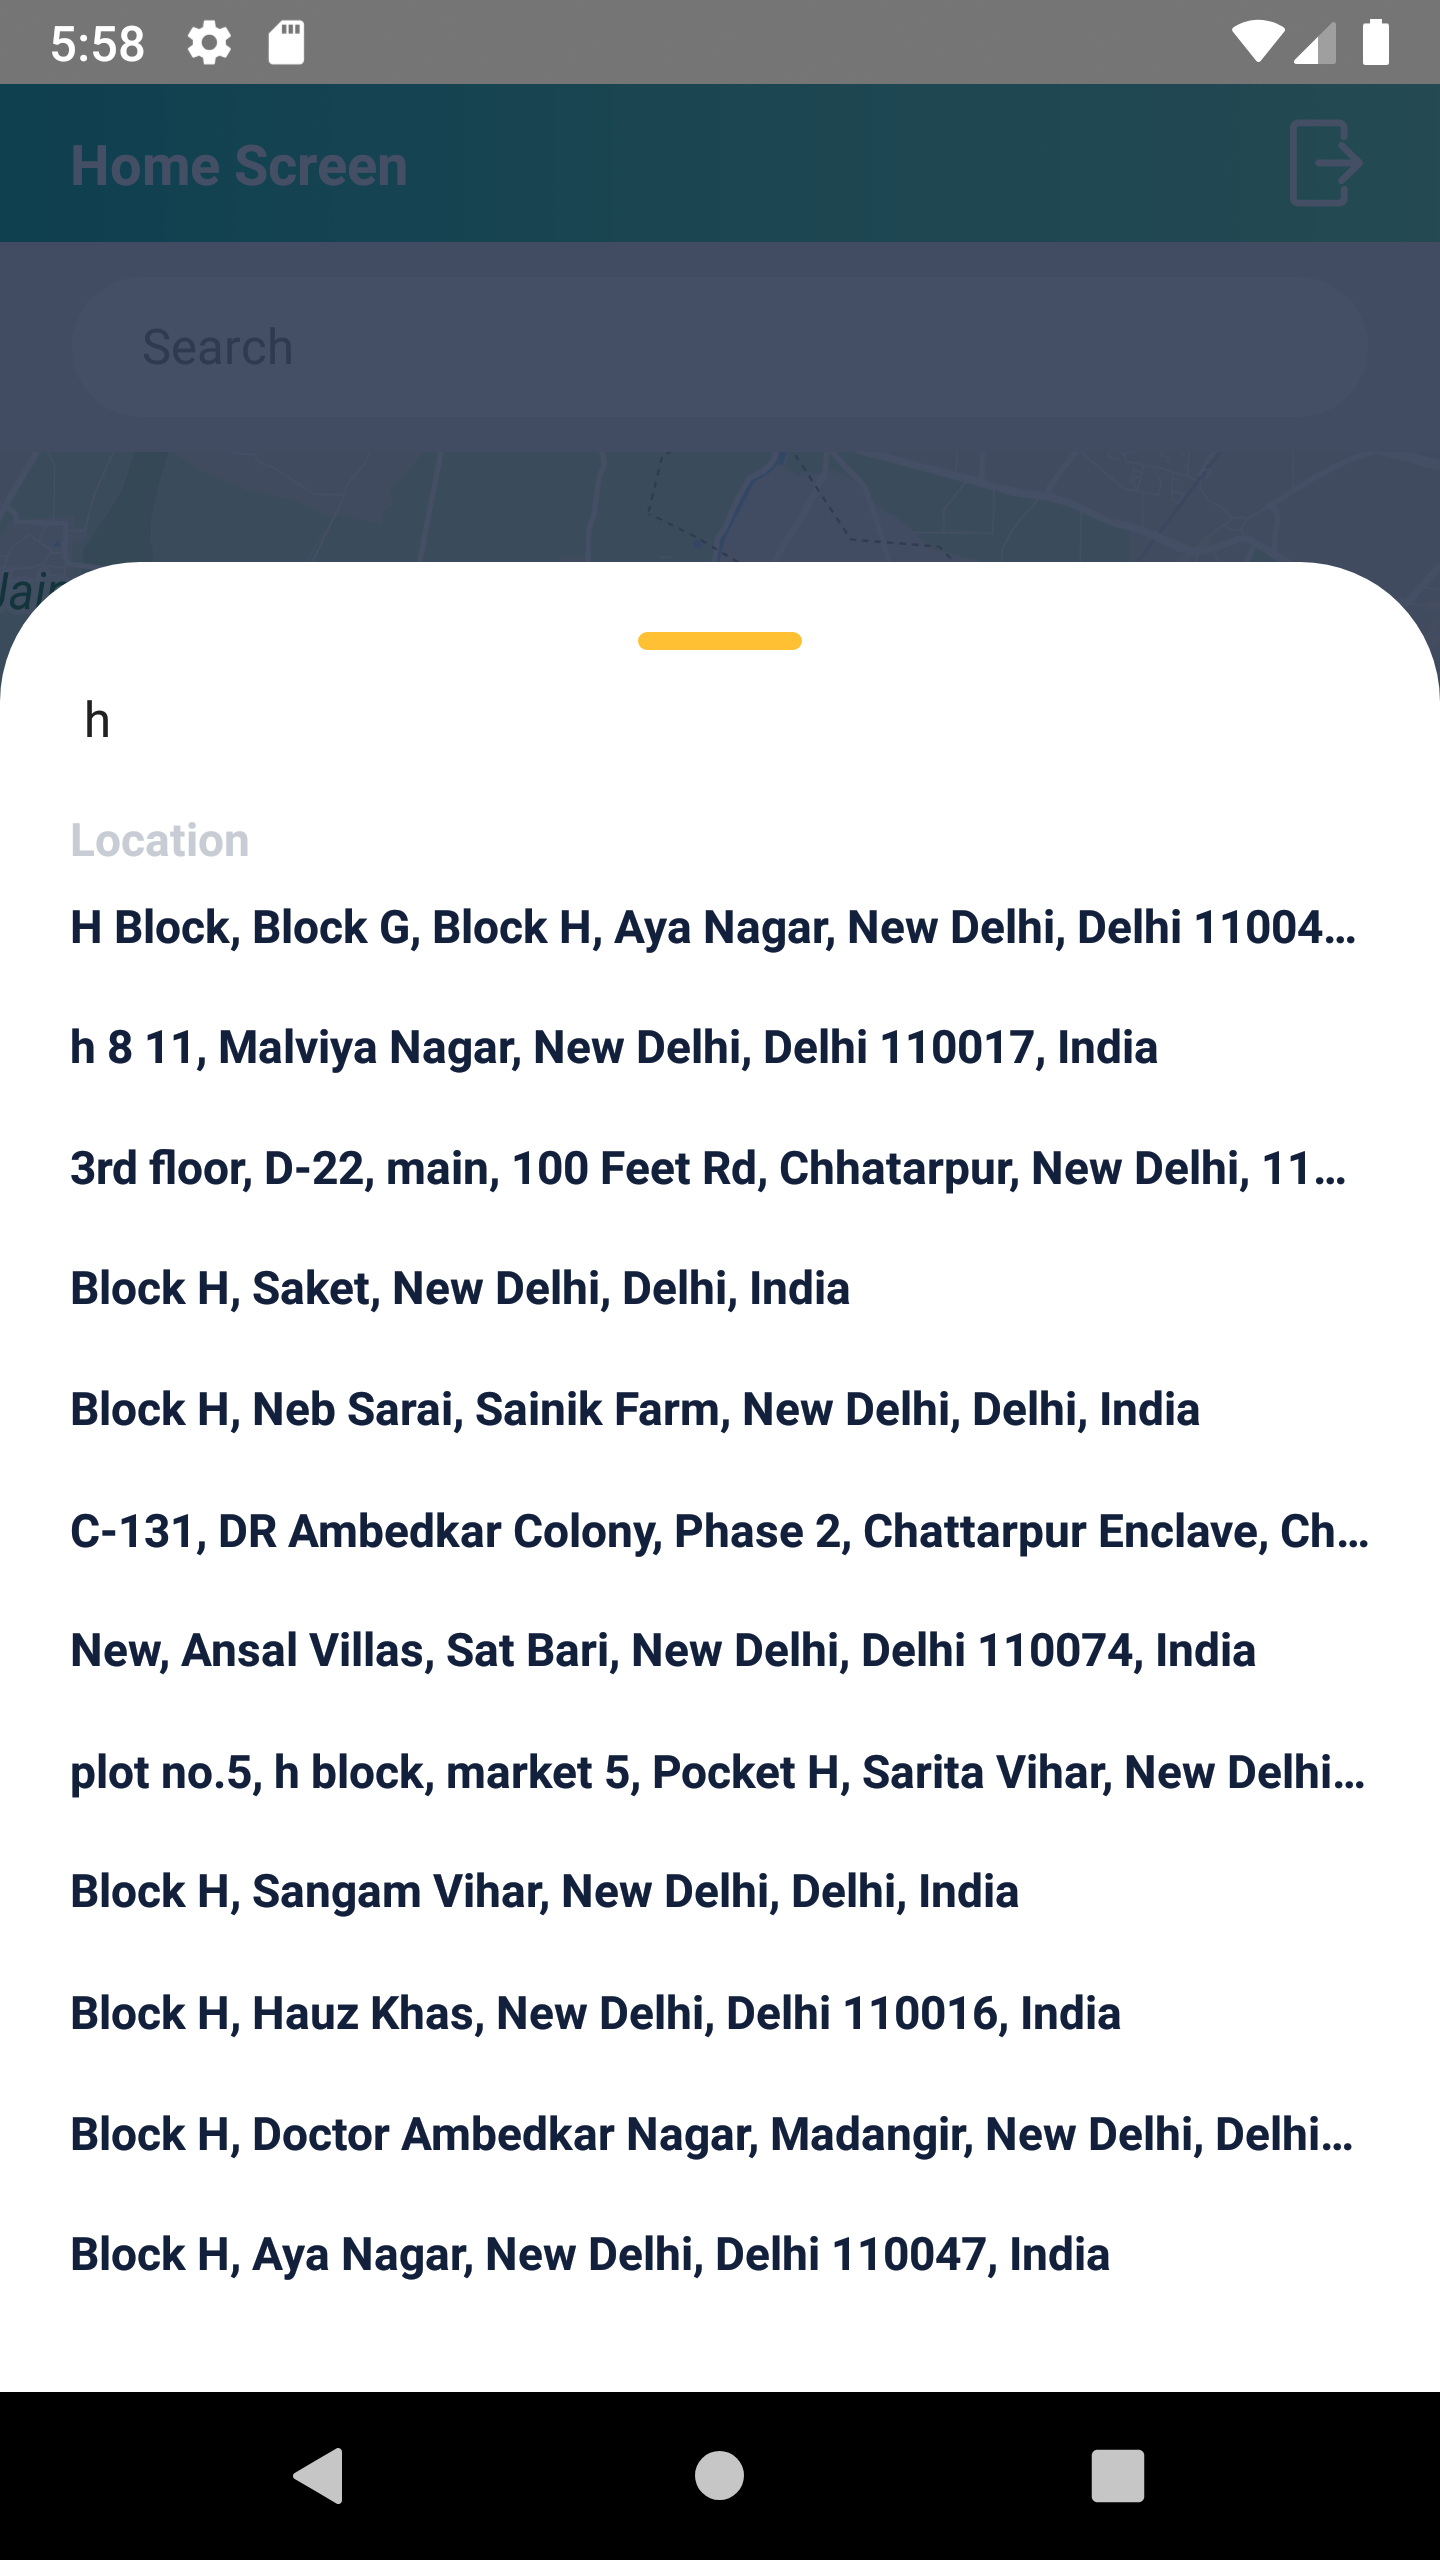 5:58
Home Screen
Search
h
Location
H Block, Block G, Block H, Aya Nagar, New Delhi, Delhi 11004...
h 8 11, Malviya Nagar, New Delhi, Delhi 110017, India
3rd floor, D-22, main, 100 Feet Rd, Chhatarpur, New Delhi, 11...
Block H, Saket, New Delhi, Delhi, India
Block H, Neb Sarai, Sainik Farm, New Delhi, Delhi, India
C-131, DR Ambedkar Colony, Phase 2, Chattarpur Enclave, Ch...
New, Ansal Villas, Sat Bari, New Delhi, Delhi 110074, India
plot no.5, h block, market 5, Pocket H, Sarita Vihar, New Delhi...
Block H, Sangam Vihar, New Delhi, Delhi, India
Block H, Hauz Khas, New Delhi, Delhi 110016, India
Block H, Doctor Ambedkar Nagar, Madangir, New Delhi, Delhi...
Block H, Aya Nagar, New Delhi, Delhi 110047, India